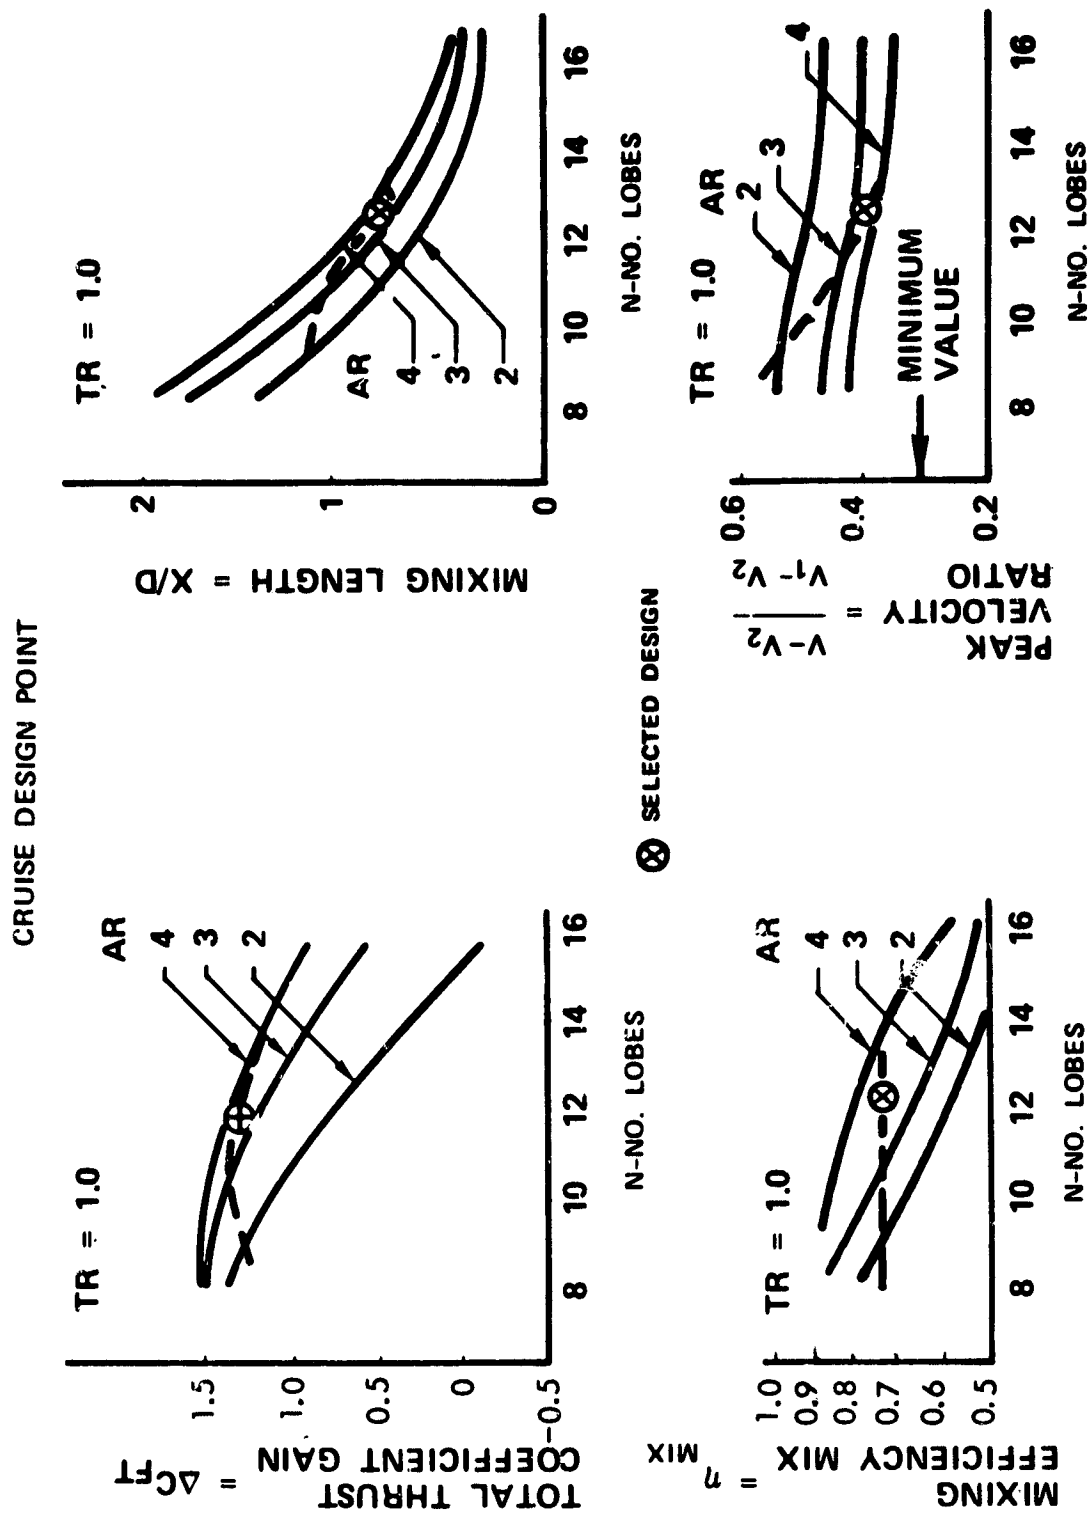 CRUISE DESIGN POINT
TR = 1.0
AR
4
3
2
1.5
1.0
0.5
0
-0.5
8
10
12
14
16
N-NO. LOBES
TOTAL THRUST
COEFFICIENT GAIN = ΔCFT
TR = 1.0
AR
4
3
2
2
1
0
8
10
12
14
16
N-NO. LOBES
MIXING LENGTH = X/D
⊗ SELECTED DESIGN
TR = 1.0
AR
4
3
2
1.0
0.9
0.8
0.7
0.6
0.5
8
10
12
14
16
N-NO. LOBES
MIXING
EFFICIENCY MIX = η MIX
TR = 1.0
AR
2
3
4
0.6
0.4
0.2
MINIMUM
VALUE
8
10
12
14
16
N-NO. LOBES
PEAK
VELOCITY = V-V2
RATIO V1-V2